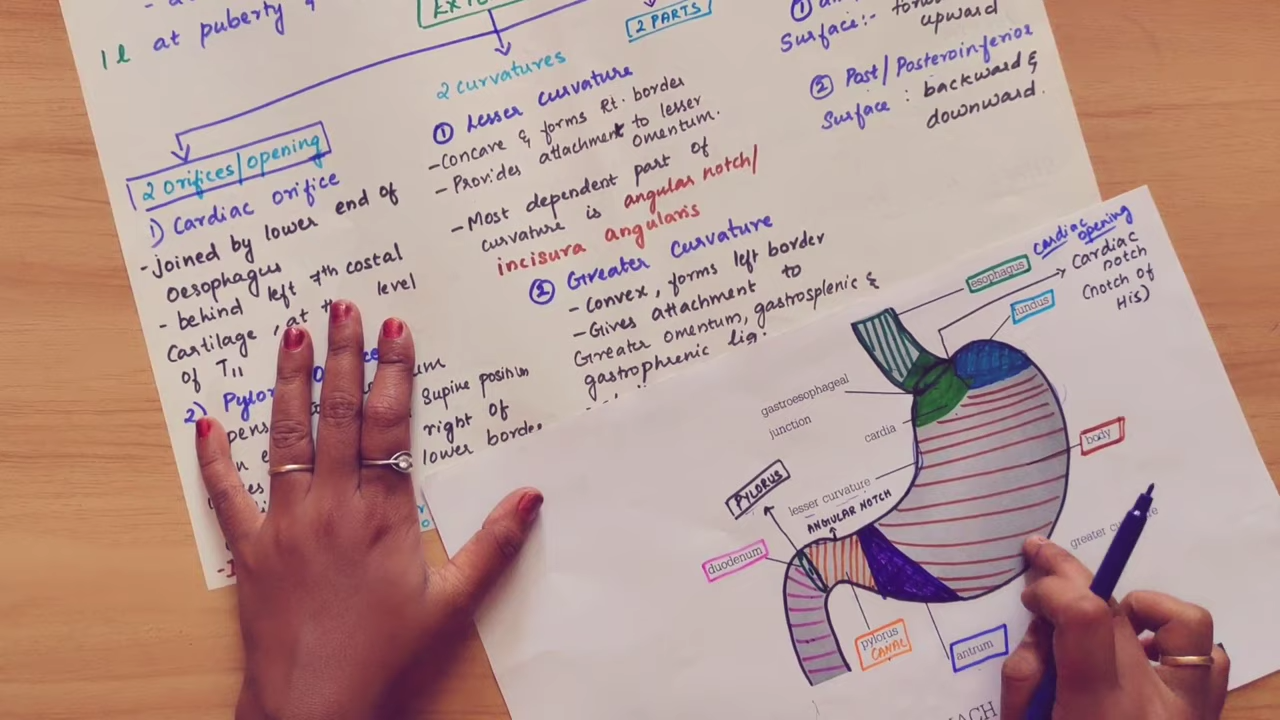 at puberty &
1 l
2 PARTS
Surface:-
upward
② Post/Posteroinferior
Surface : backward &
downward.
2 curvatures
① Lesser curvature
- Concave & forms Rt. border
- Provides attachment to lesser
omentum.
- Most dependent part of
curvature is angular notch/
incisura angularis
② Greater curvature
- Convex, forms left border
- Gives attachment to
Greater omentum, gastrosplenic &
gastrophrenic lig.
2 Orifices/opening
1) Cardiac orifice
- joined by lower end of
oesophagus
- behind left 7th costal
Cartilage, at level
of T11
2)
Supine position
right of
lower border
esophagus
cardiac
opening
Cardiac
notch
(notch of
His)
fundus
gastroesophageal
junction
cardia
body
PYLORUS
lesser curvature
ANGULAR NOTCH
greater
duodenum
pylorus
CANAL
antrum